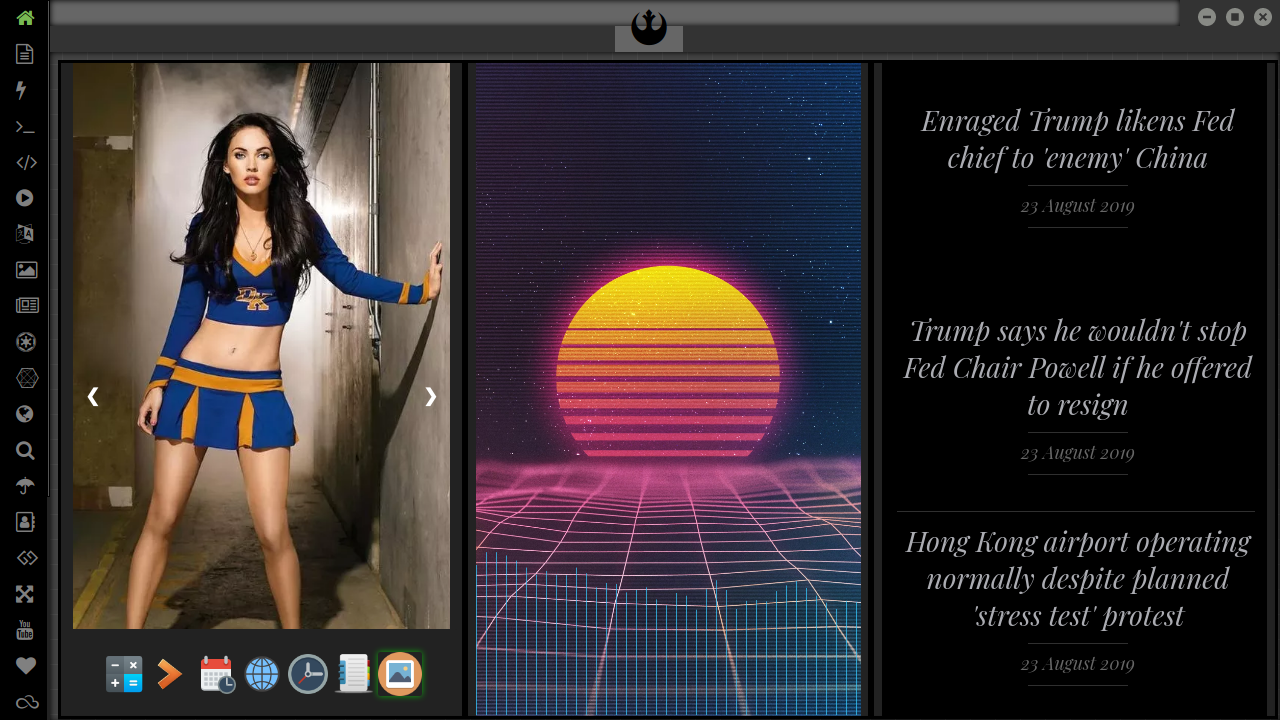 Enraged Trump likens Fed
chief to 'enemy' China
23 August 2019
Trump says he wouldn't stop
Fed Chair Powell if he offered
to resign
23 August 2019
Hong Kong airport operating
normally despite planned
'stress test' protest
23 August 2019
You
Tube